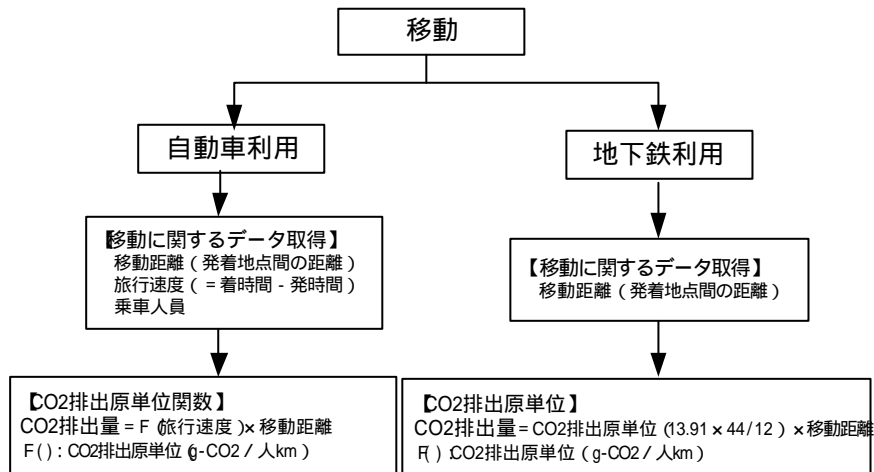 移動
自動車利用
地下鉄利用
【移動に関するデータ取得】
移動距離（発着地点間の距離）
旅行速度（＝着時間 - 発時間）
乗車人員
【移動に関するデータ取得】
移動距離（発着地点間の距離）
【CO2排出原単位関数】
CO2排出量 = F（旅行速度）× 移動距離
F( ) : CO2排出原単位（g-CO2 / 人km）
【CO2排出原単位】
CO2排出量 = CO2排出原単位（13.91 × 44/12）× 移動距離
F( ) : CO2排出原単位（g-CO2 / 人km）